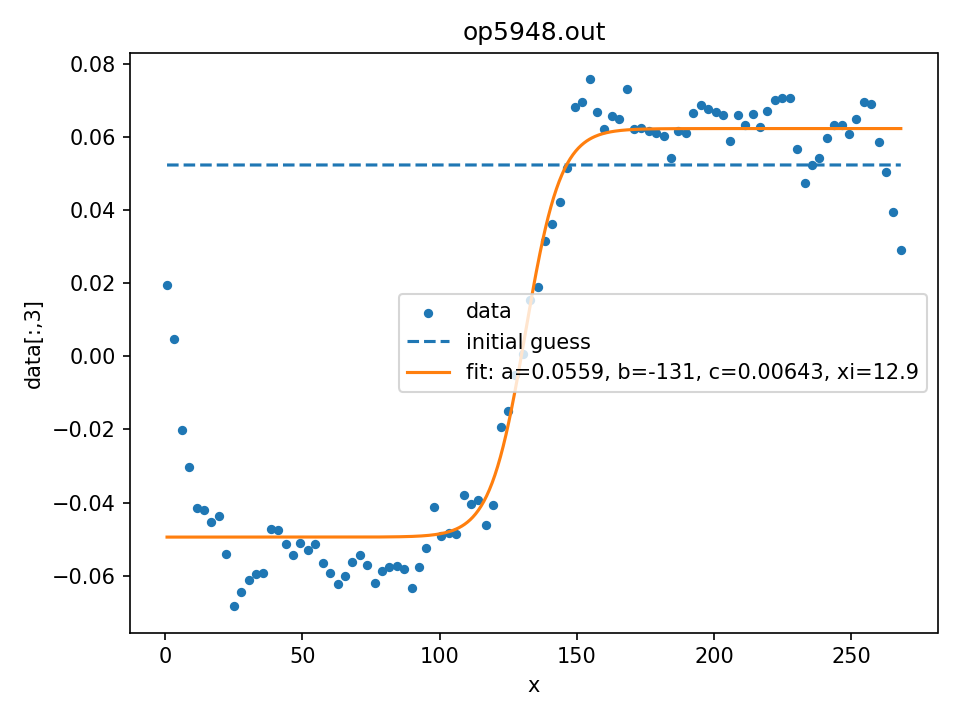 op5948.out
0.08
0.06
0.04
0.02
0.00
−0.02
−0.04
−0.06
data[:,3]
data
initial guess
fit: a=0.0559, b=-131, c=0.00643, xi=12.9
0 50 100 150 200 250
x